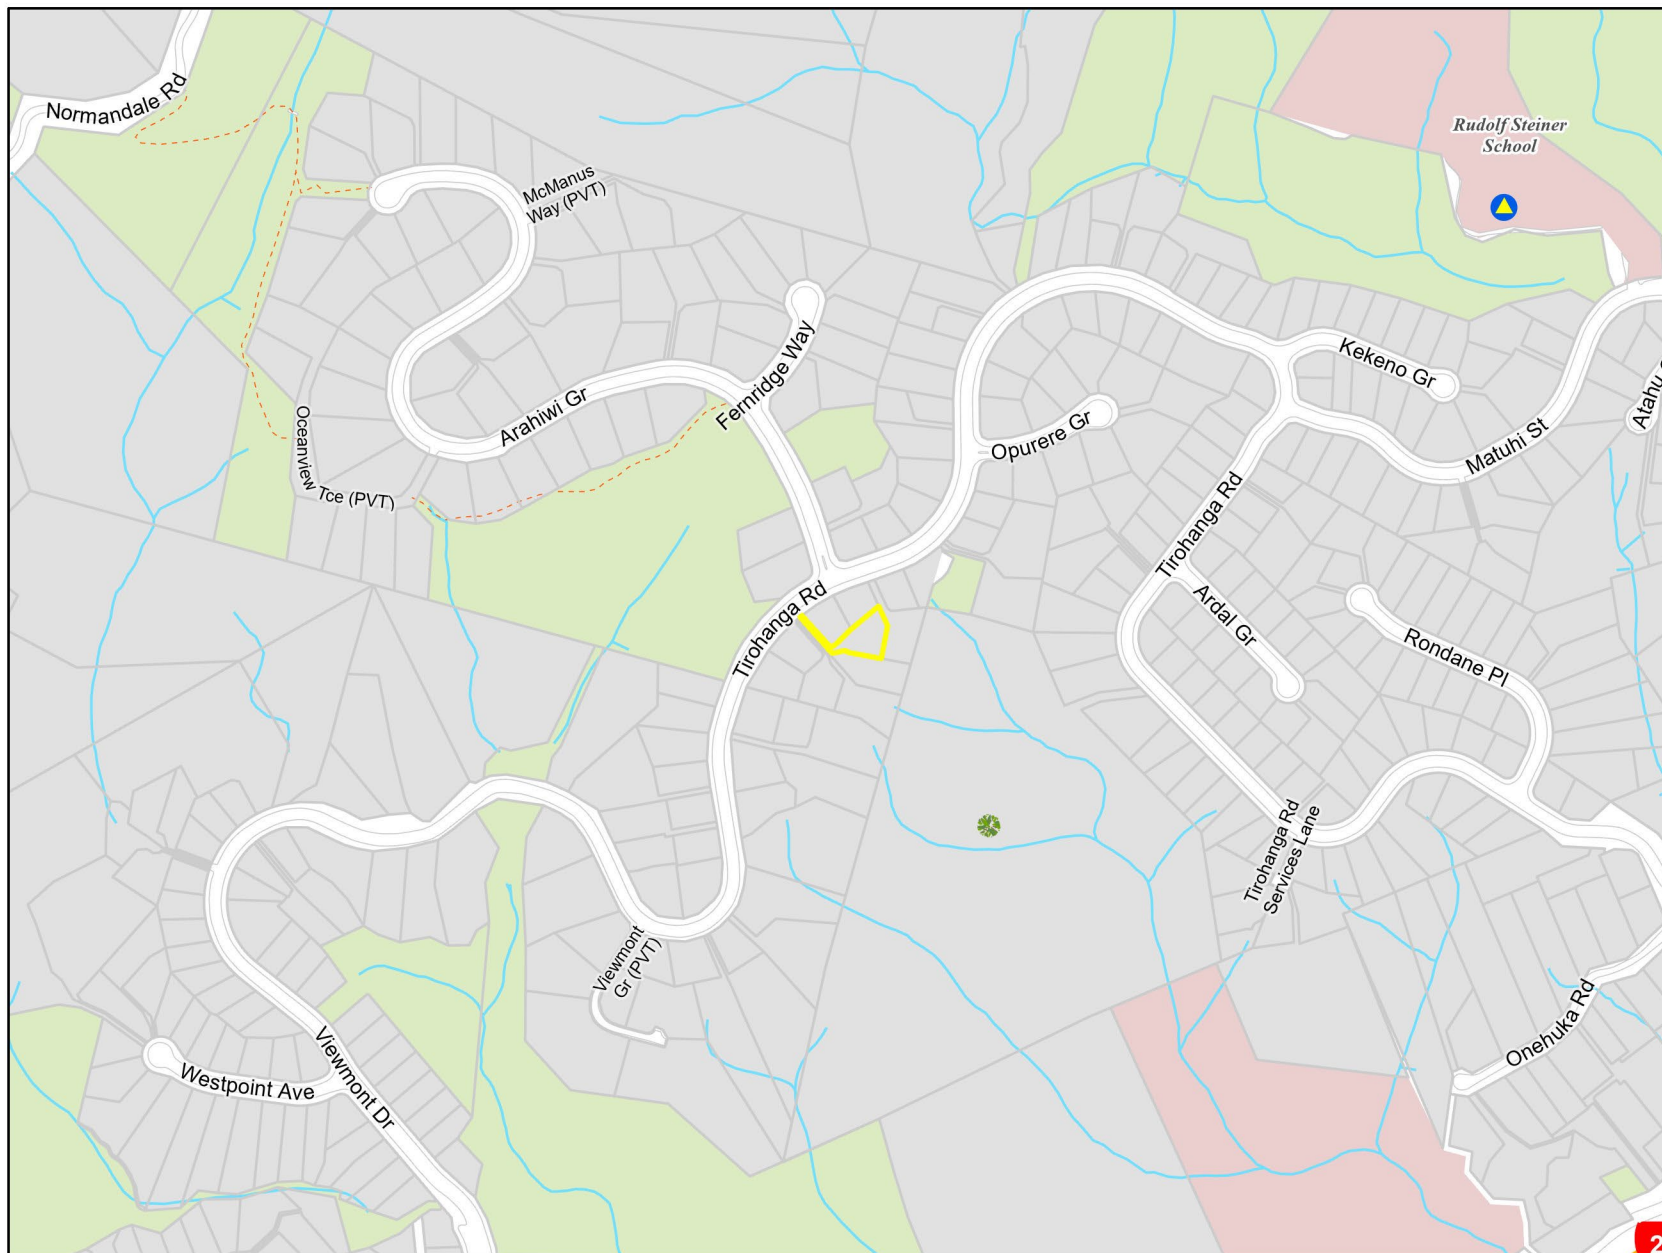 Normandale Rd
Rudolf Steiner
School
McManus
Way (PVT)
Fernridge Way
Kekeno Gr
Arahiwi Gr
Opurere Gr
Matuhi St
Oceanview Tce (PVT)
Tirohanga Rd
Tirohanga Rd
Ardal Gr
Rondane Pl
Tirohanga Rd
Services Lane
Viewmont
Gr (PVT)
Onehuka Rd
Westpoint Ave
Viewmont Dr
Atahu
2